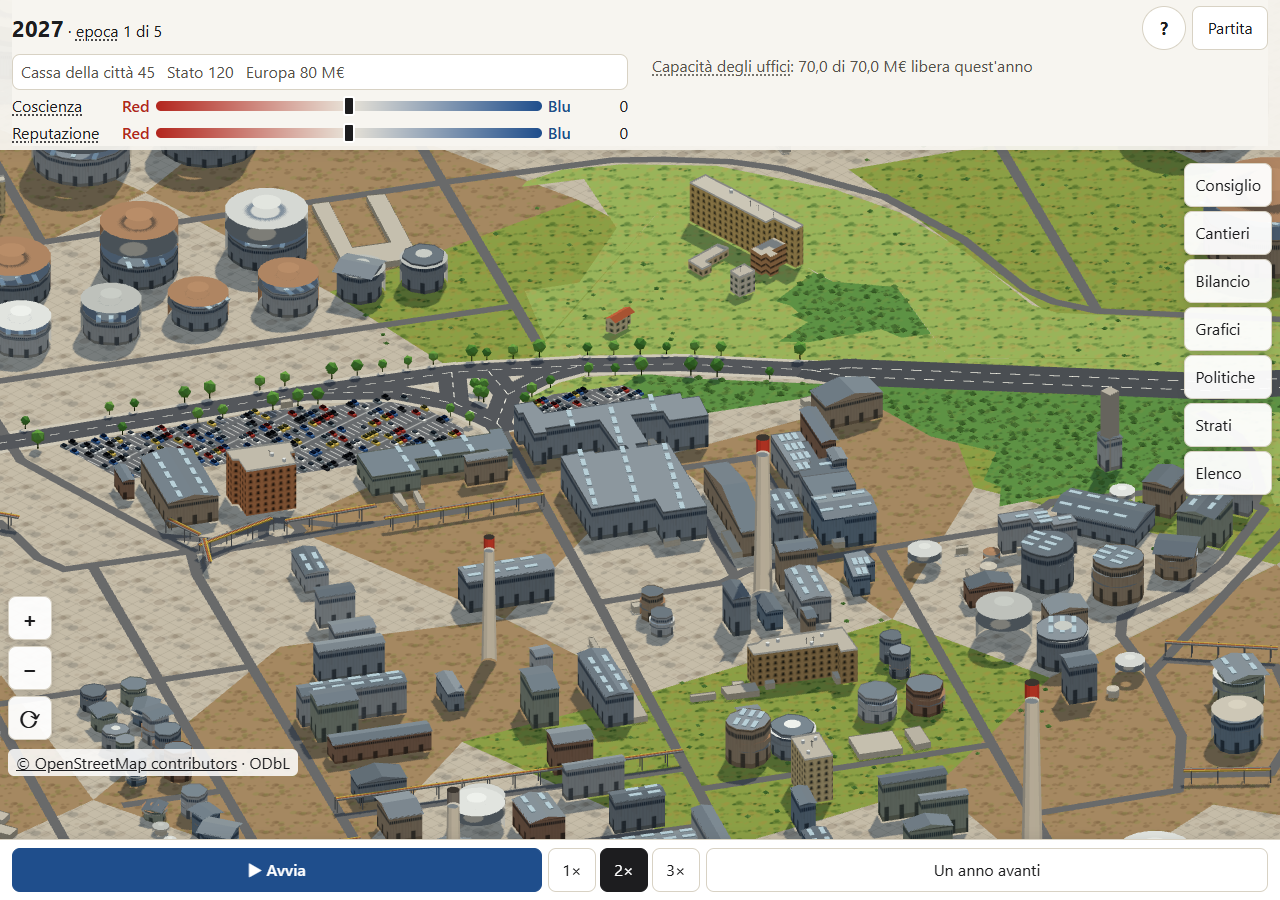 2027 · epoca 1 di 5
? Partita
Cassa della città 45 Stato 120 Europa 80 M€
Capacità degli uffici: 70,0 di 70,0 M€ libera quest'anno
Coscienza Red Blu 0
Reputazione Red Blu 0
Consiglio
Cantieri
Bilancio
Grafici
Politiche
Strati
Elenco
+
−
© OpenStreetMap contributors · ODbL
▶ Avvia 1× 2× 3× Un anno avanti